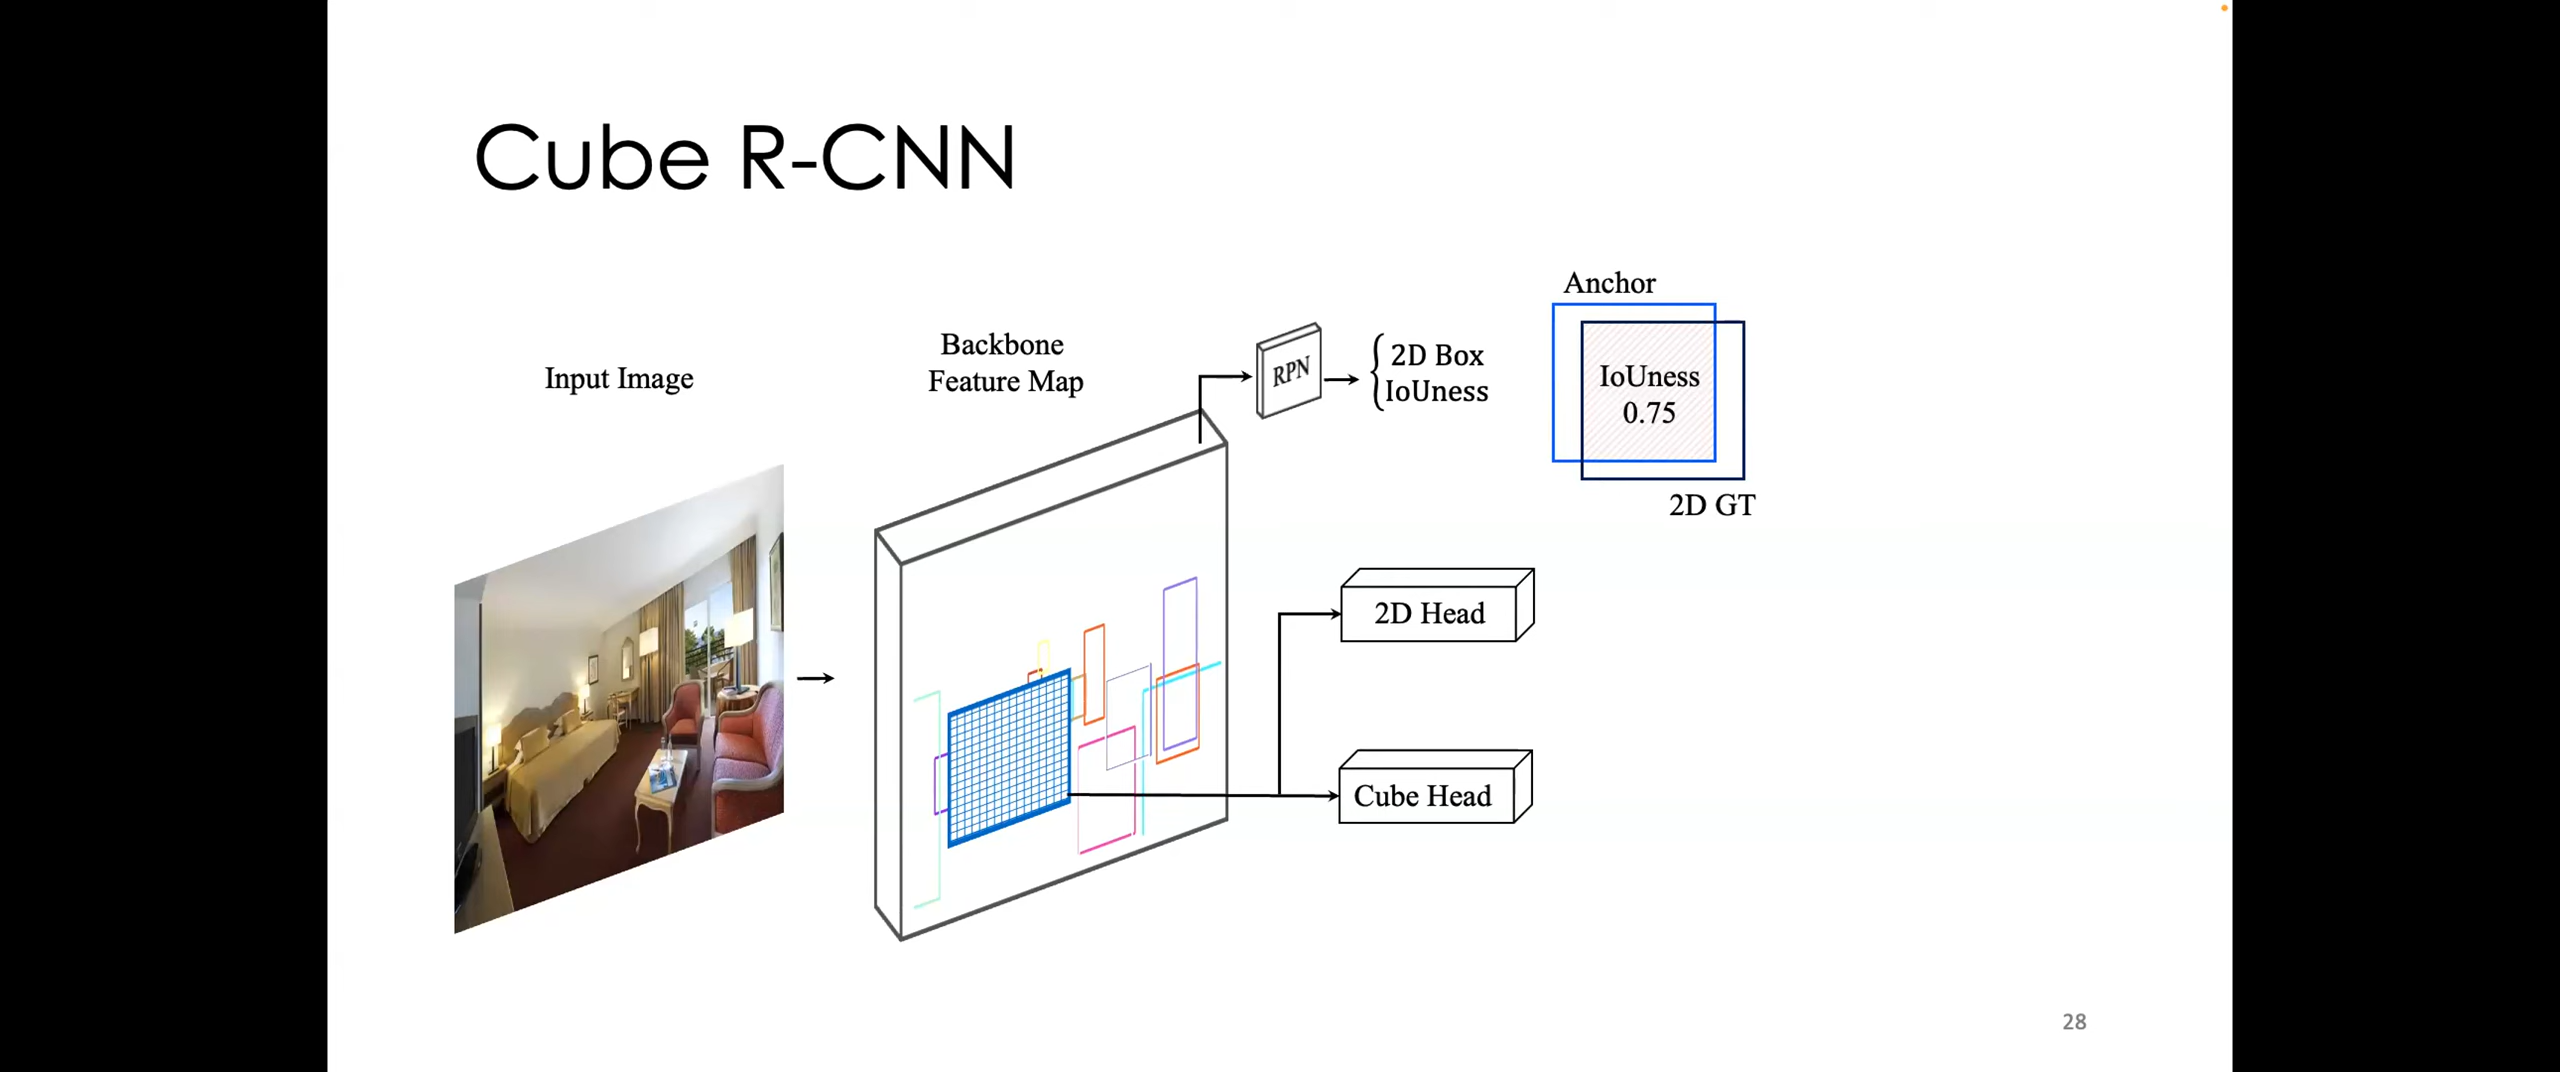 Cube R-CNN
Input Image
Backbone
Feature Map
RPN
2D Box
IoUness
Anchor
IoUness
0.75
2D GT
2D Head
Cube Head
28